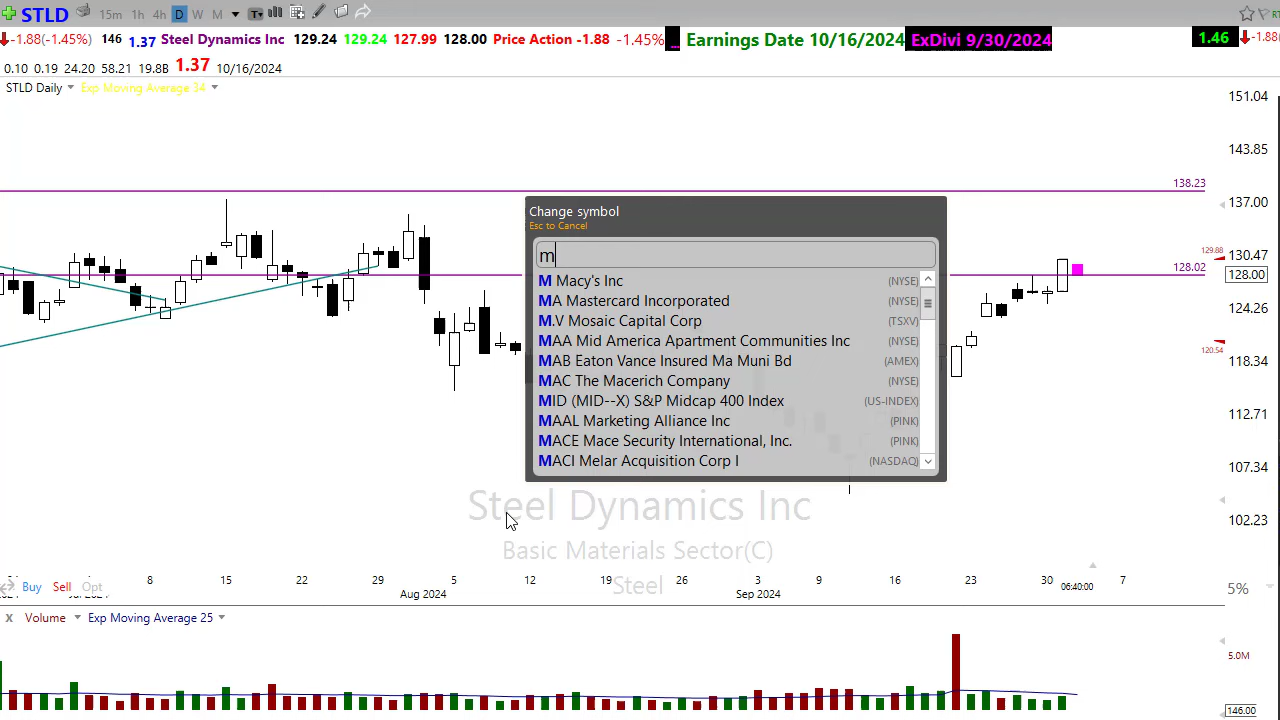 STLD 15m 1h 4h D W M
-1.88(-1.45%) 146 1.37 Steel Dynamics Inc 129.24 129.24 127.99 128.00 Price Action -1.88 -1.45% Earnings Date 10/16/2024 ExDivi 9/30/2024 1.46 -1.88(
0.10 0.19 24.20 58.21 19.8B 1.37 10/16/2024
STLD Daily Exp Moving Average 34
151.04
143.85
138.23
137.00
130.47
129.88
128.02
128.00
124.26
120.54
118.34
112.71
107.34
102.23
Change symbol
Esc to Cancel
m
M Macy's Inc (NYSE)
MA Mastercard Incorporated (NYSE)
M.V Mosaic Capital Corp (TSXV)
MAA Mid America Apartment Communities Inc (NYSE)
MAB Eaton Vance Insured Ma Muni Bd (AMEX)
MAC The Macerich Company (NYSE)
MID (MID--X) S&P Midcap 400 Index (US-INDEX)
MAAL Marketing Alliance Inc (PINK)
MACE Mace Security International, Inc. (PINK)
MACI Melar Acquisition Corp I (NASDAQ)
Steel Dynamics Inc
Basic Materials Sector(C)
Steel
8 15 22 29 5 12 19 26 3 9 16 23 30 7
Buy Sell Opt 06:40:00 5%
Aug 2024 Sep 2024
X Volume Exp Moving Average 25
5.0M
146.00